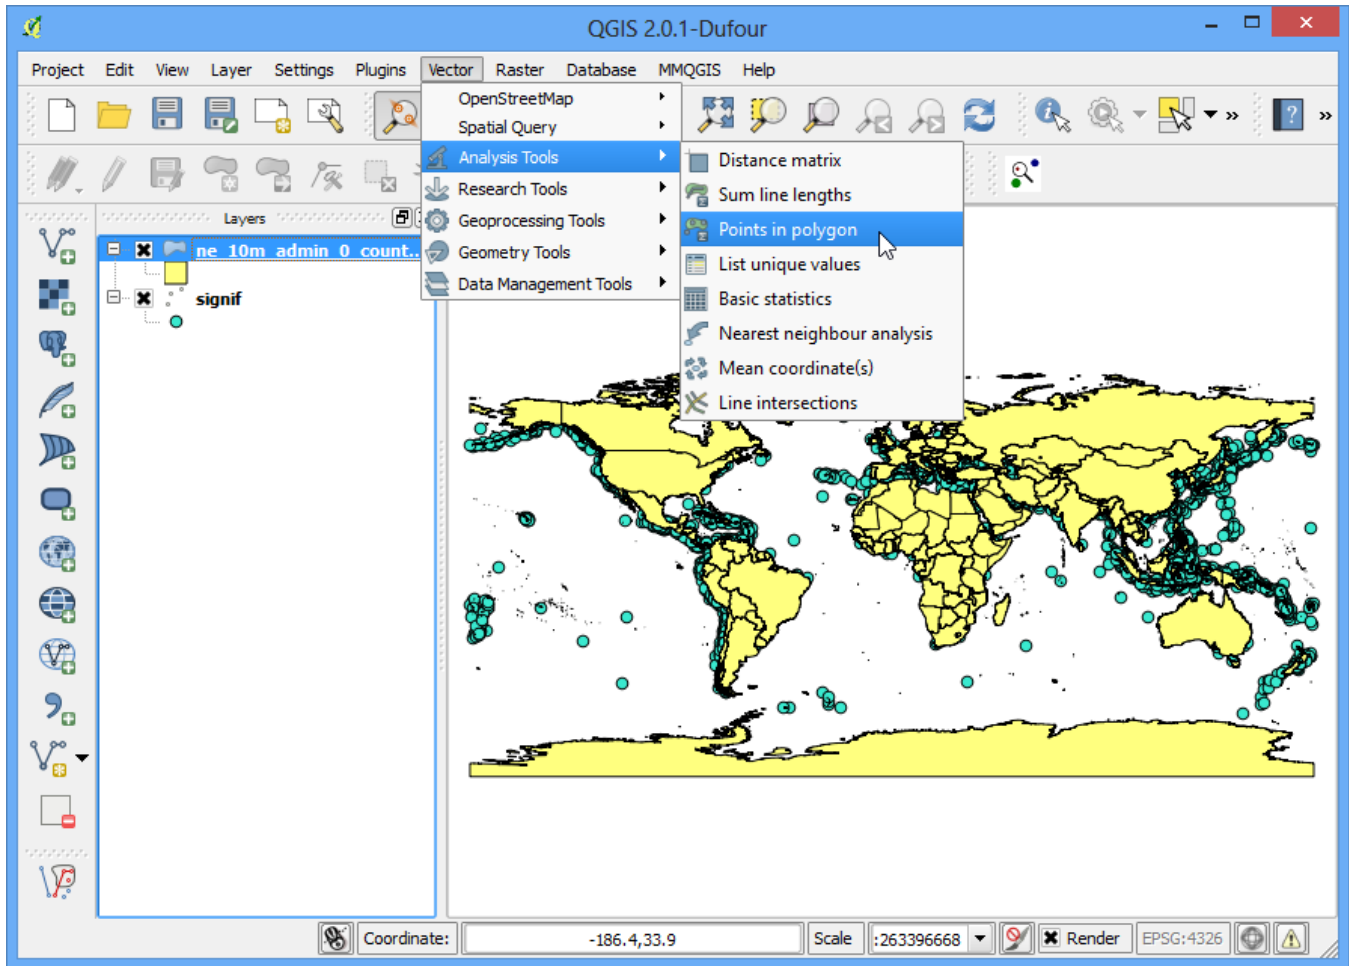 QGIS 2.0.1-Dufour
Project Edit View Layer Settings Plugins Vector Raster Database MMQGIS Help
OpenStreetMap
Spatial Query
Analysis Tools
Research Tools
Geoprocessing Tools
Geometry Tools
Data Management Tools
Distance matrix
Sum line lengths
Points in polygon
List unique values
Basic statistics
Nearest neighbour analysis
Mean coordinate(s)
Line intersections
Layers
ne_10m_admin_0_count...
signif
Coordinate: -186.4,33.9 Scale :263396668 Render EPSG:4326